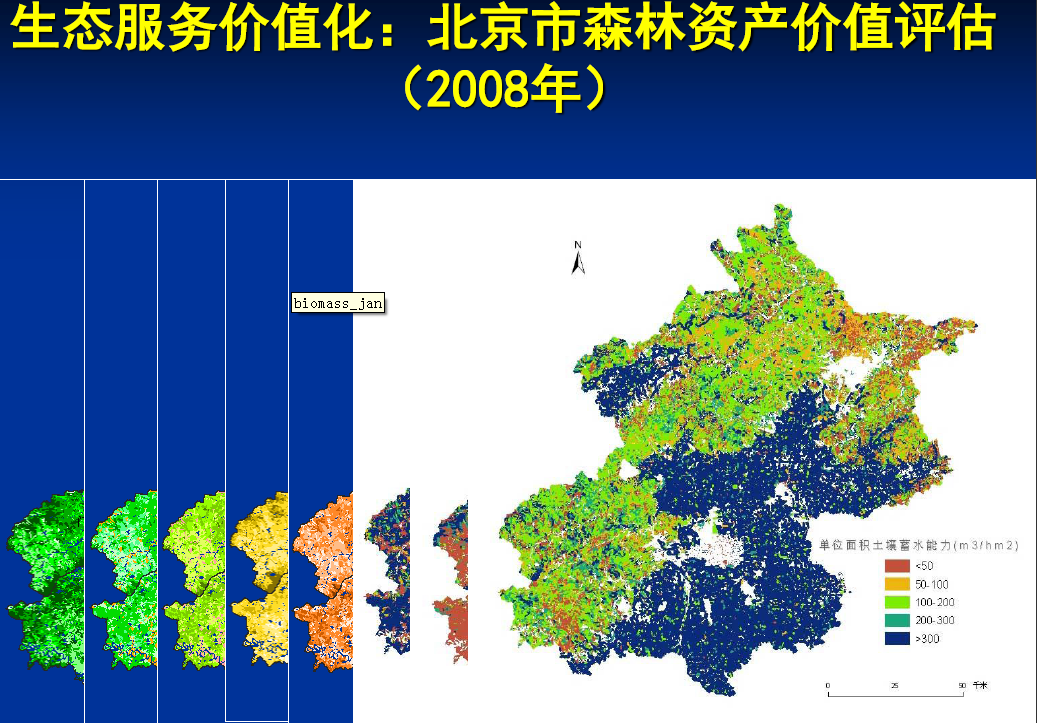 生态服务价值化：北京市森林资产价值评估
（2008年）
N
biomass_jan
单位面积土壤蓄水能力(m3/hm2)
<50
50-100
100-200
200-300
>300
0 25 50 千米